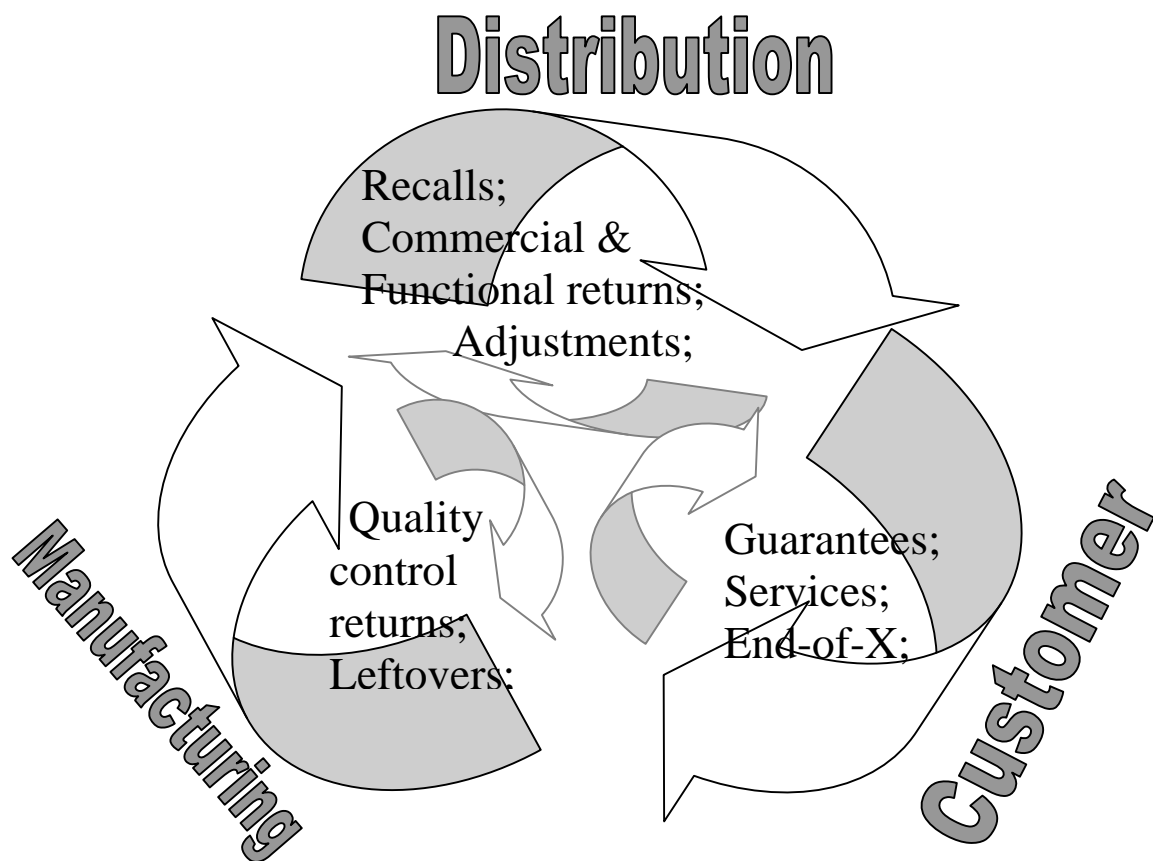 Distribution
Recalls;
Commercial &
Functional returns;
Adjustments;
Quality
control
returns;
Leftovers;
Guarantees;
Services;
End-of-X;
Manufacturing
Customer